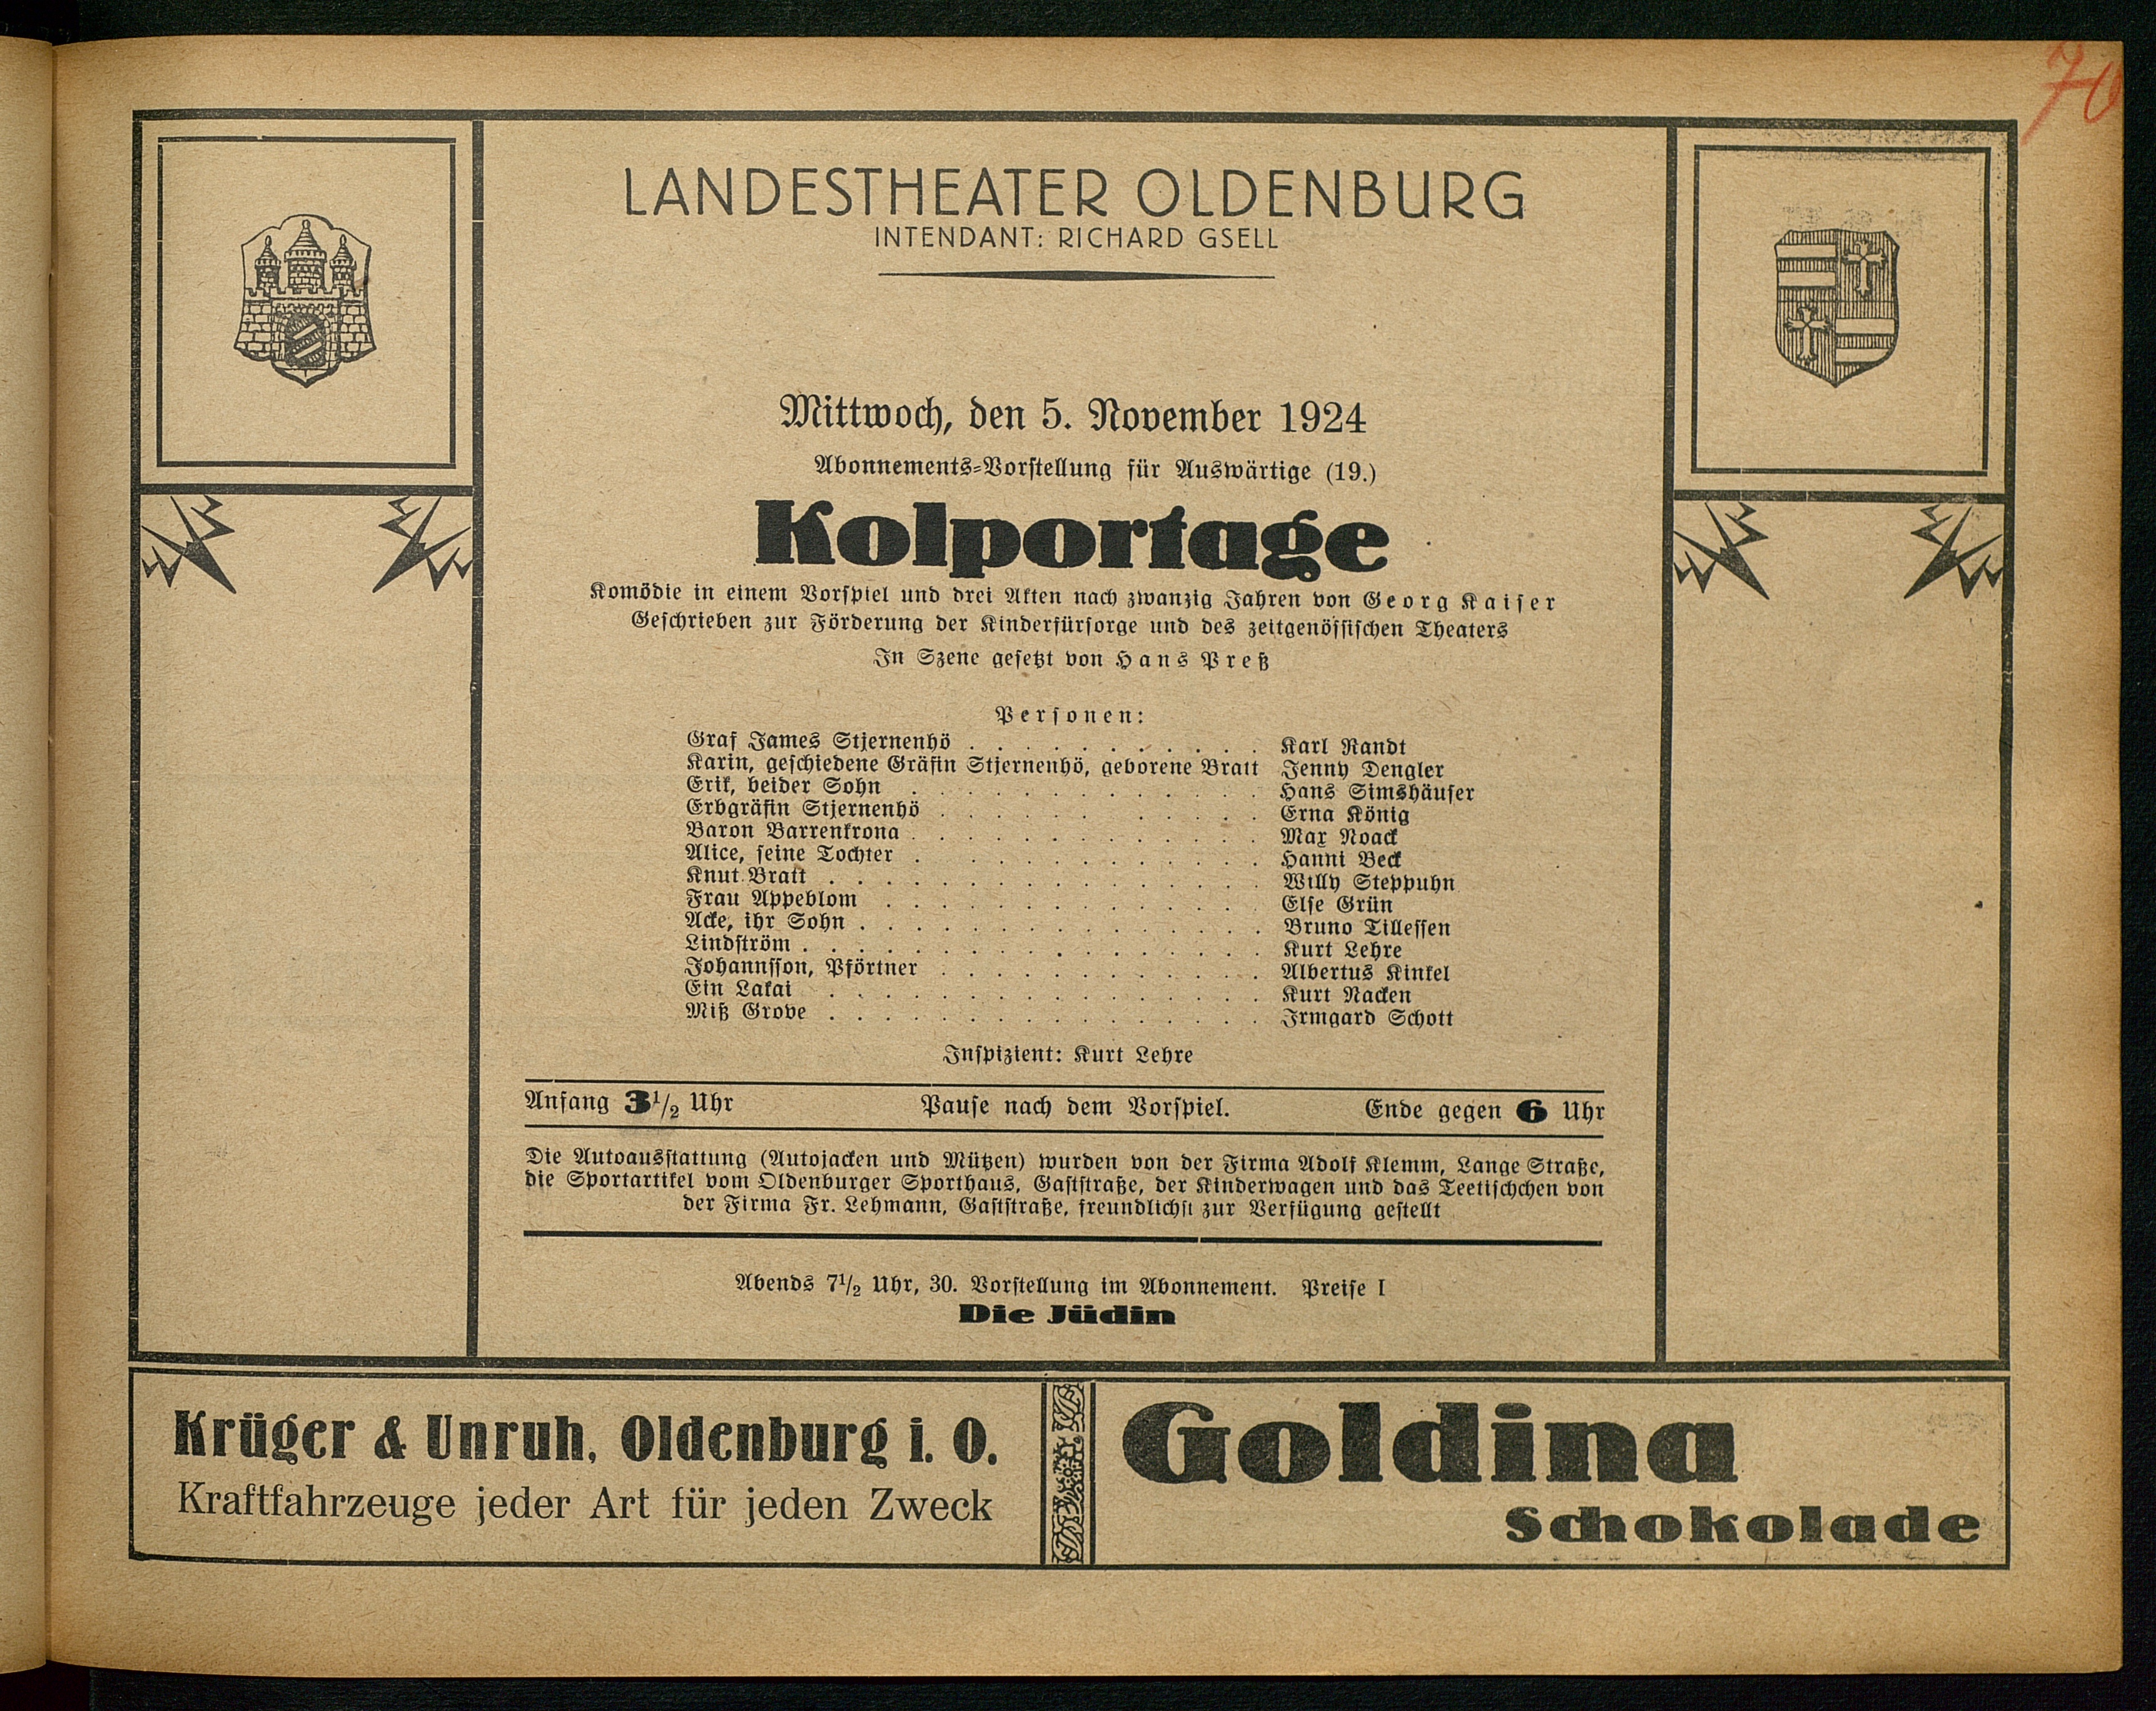 70
LANDESTHEATER OLDENBURG
INTENDANT: RICHARD GSELL
Mittwoch, den 5. November 1924
Abonnements-Vorstellung für Auswärtige (19.)
Kolportage
Komödie in einem Vorspiel und drei Akten nach zwanzig Jahren von Georg Kaiser
Geschrieben zur Förderung der Kinderfürsorge und des zeitgenössischen Theaters
In Szene gesetzt von Hans Preß
Personen:
Graf James Stjernenhö . . . . . . . . . . . Karl Randt
Karin, geschiedene Gräfin Stjernenhö, geborene Bratt Jenny Dengler
Erik, beider Sohn . . . . . . . . . . . . . Hans Simshäuser
Erbgräfin Stjernenhö . . . . . . . . . . . . Erna König
Baron Barrenkrona . . . . . . . . . . . . . Max Noack
Alice, seine Tochter . . . . . . . . . . . . Hanni Beck
Knut Bratt . . . . . . . . . . . . . . . . Willy Steppuhn
Frau Appeblom . . . . . . . . . . . . . . Else Grün
Acke, ihr Sohn . . . . . . . . . . . . . . . Bruno Tillessen
Lindström . . . . . . . . . . . . . . . . . Kurt Lehre
Johannsson, Pförtner . . . . . . . . . . . . Albertus Kinkel
Ein Lakai . . . . . . . . . . . . . . . . Kurt Nacken
Miß Grove . . . . . . . . . . . . . . . . Irmgard Schott
Inspizient: Kurt Lehre
Anfang 3½ Uhr Pause nach dem Vorspiel. Ende gegen 6 Uhr
Die Autoausstattung (Autojacken und Mützen) wurden von der Firma Adolf Klemm, Lange Straße,
die Sportartikel vom Oldenburger Sporthaus, Gaststraße, der Kinderwagen und das Teetischchen von
der Firma Fr. Lehmann, Gaststraße, freundlichst zur Verfügung gestellt
Abends 7½ Uhr, 30. Vorstellung im Abonnement. Preise I
Die Jüdin
Krüger & Unruh, Oldenburg i. O.
Kraftfahrzeuge jeder Art für jeden Zweck
Goldina
Schokolade